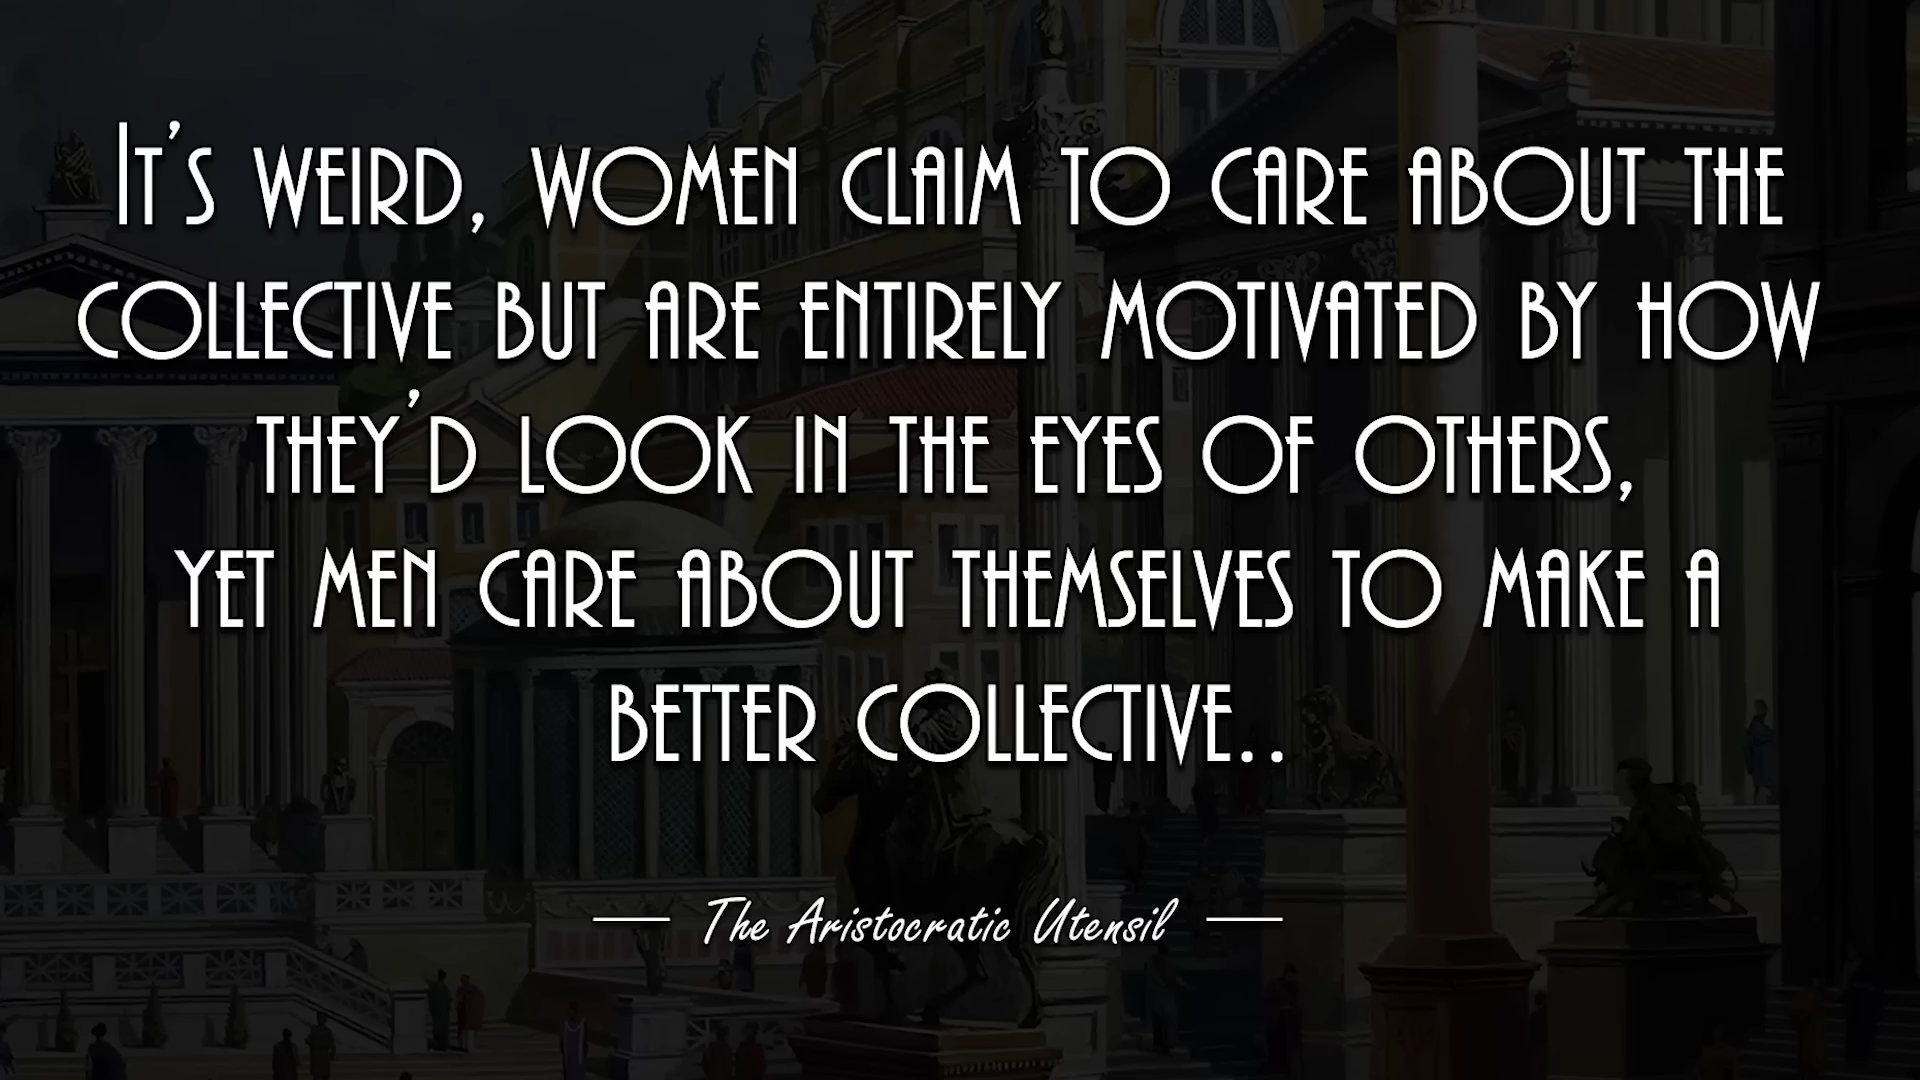 It's weird, women claim to care about the
collective but are entirely motivated by how
they'd look in the eyes of others,
yet men care about themselves to make a
better collective..
The Aristocratic Utensil